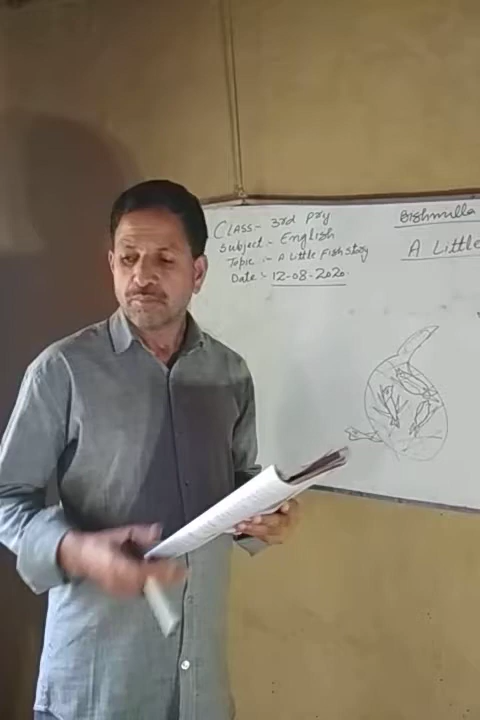 Class:- 3rd pry
Subject:- English
Topic :- A Little Fish Story
Date :- 12-08-2020.
Bishmilla
A Little